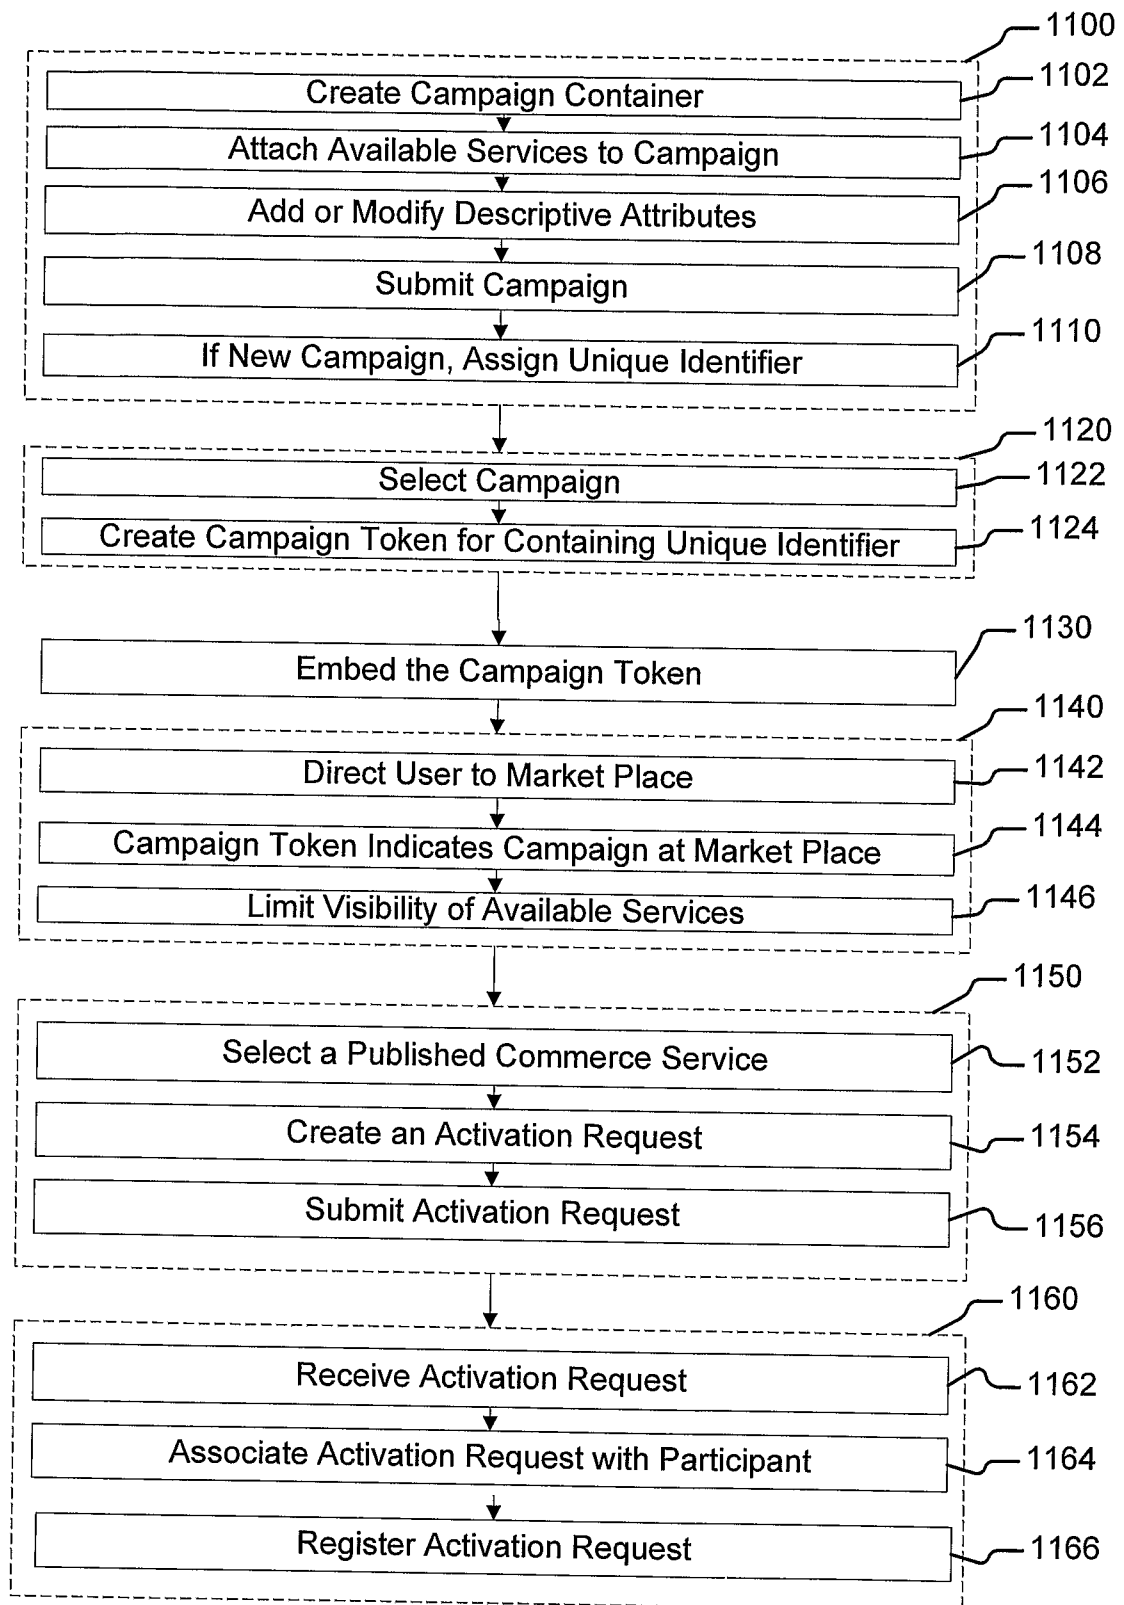 1100
Create Campaign Container
1102
Attach Available Services to Campaign
1104
Add or Modify Descriptive Attributes
1106
Submit Campaign
1108
If New Campaign, Assign Unique Identifier
1110
1120
Select Campaign
1122
Create Campaign Token for Containing Unique Identifier
1124
Embed the Campaign Token
1130
1140
Direct User to Market Place
1142
Campaign Token Indicates Campaign at Market Place
1144
Limit Visibility of Available Services
1146
1150
Select a Published Commerce Service
1152
Create an Activation Request
1154
Submit Activation Request
1156
1160
Receive Activation Request
1162
Associate Activation Request with Participant
1164
Register Activation Request
1166